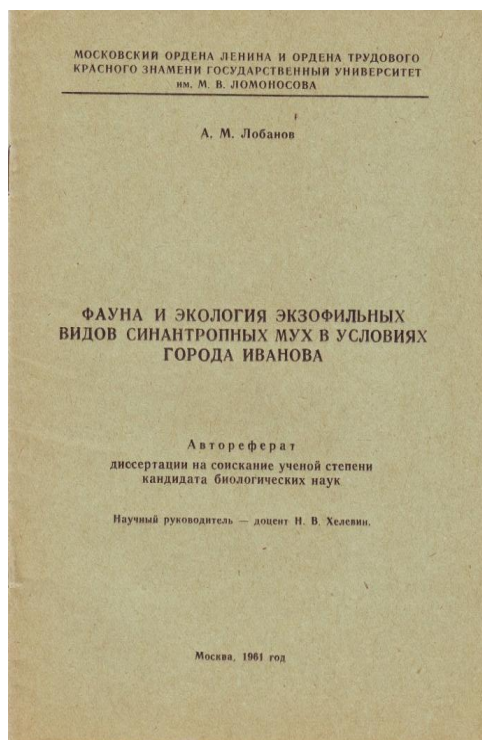 МОСКОВСКИЙ ОРДЕНА ЛЕНИНА И ОРДЕНА ТРУДОВОГО
КРАСНОГО ЗНАМЕНИ ГОСУДАРСТВЕННЫЙ УНИВЕРСИТЕТ
им. М. В. ЛОМОНОСОВА
А. М. Лобанов
ФАУНА И ЭКОЛОГИЯ ЭКЗОФИЛЬНЫХ
ВИДОВ СИНАНТРОПНЫХ МУХ В УСЛОВИЯХ
ГОРОДА ИВАНОВА
Автореферат
диссертации на соискание ученой степени
кандидата биологических наук
Научный руководитель — доцент Н. В. Хелевин.
Москва, 1961 год